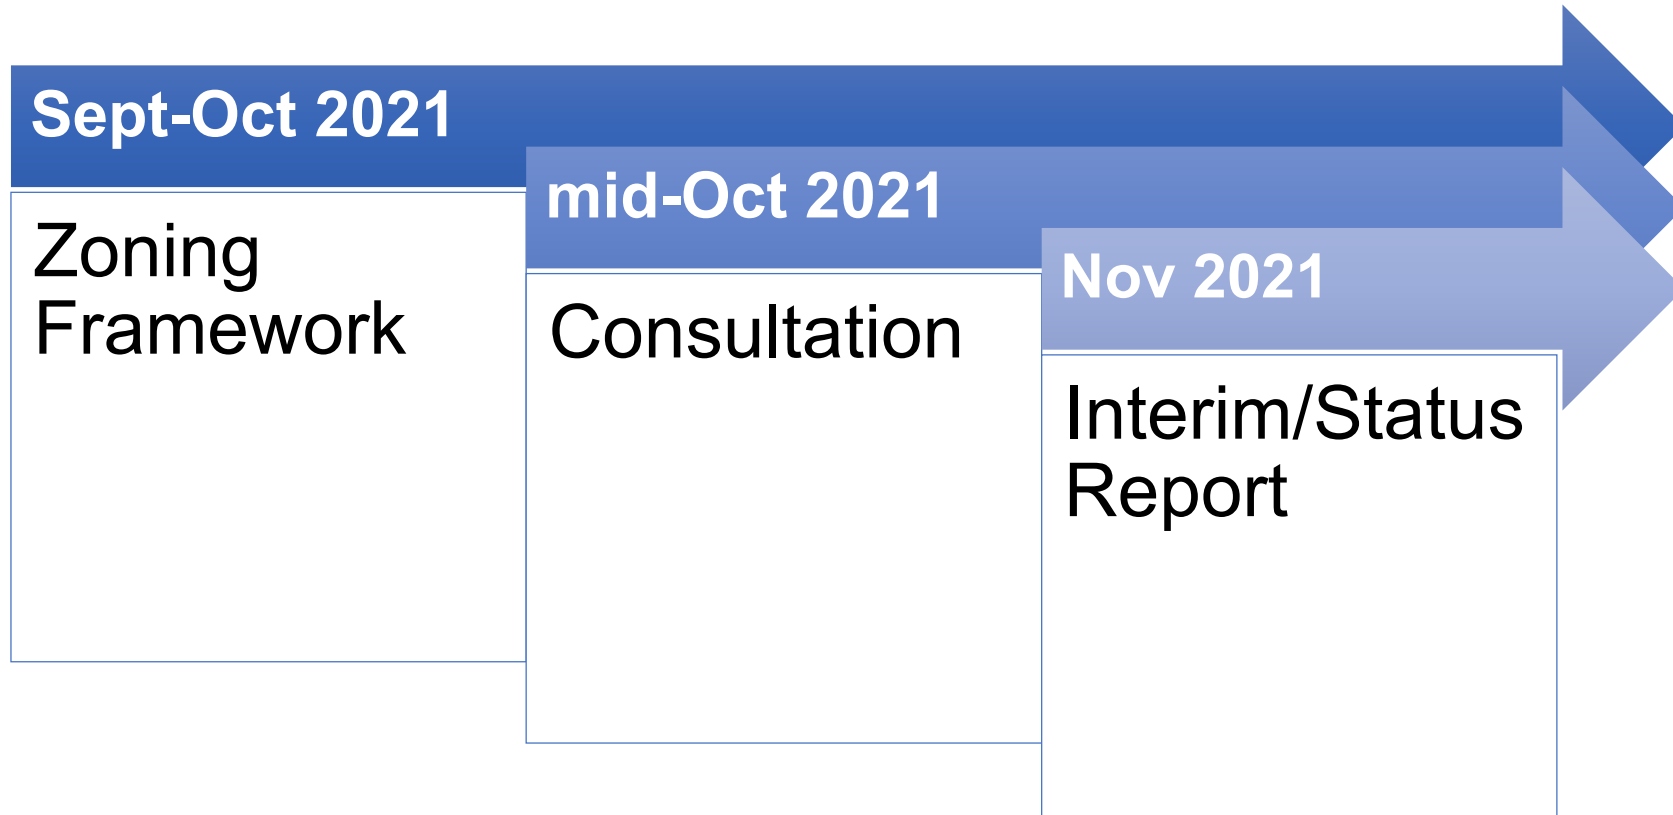 Sept-Oct 2021
Zoning
Framework
mid-Oct 2021
Consultation
Nov 2021
Interim/Status
Report